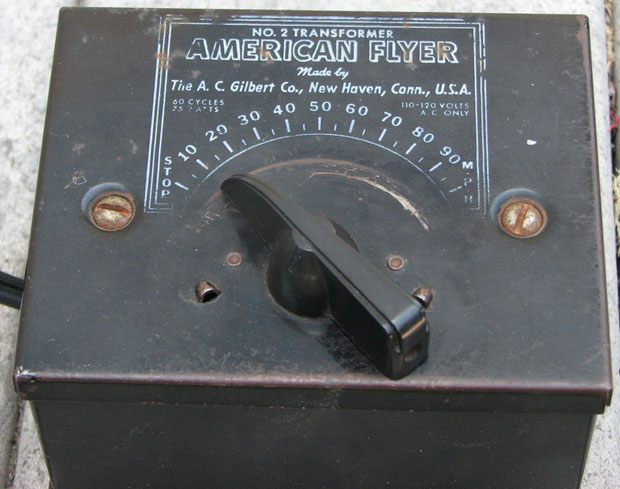 NO. 2 TRANSFORMER
AMERICAN FLYER
Made by
The A. C. Gilbert Co., New Haven, Conn., U.S.A.
60 CYCLES
75 WATTS
110-120 VOLTS
A.C. ONLY
STOP 10 20 30 40 50 60 70 80 90 M.P.H